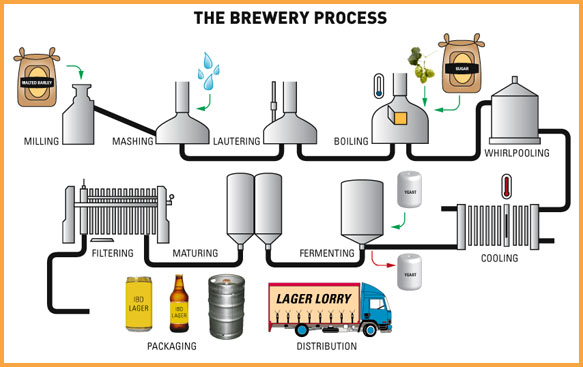 THE BREWERY PROCESS
MALTED BARLEY
SUGAR
MILLING
MASHING
LAUTERING
BOILING
WHIRLPOOLING
YEAST
FILTERING
MATURING
FERMENTING
COOLING
YEAST
IBD
LAGER
IBD
LAGER
LAGER LORRY
PACKAGING
DISTRIBUTION